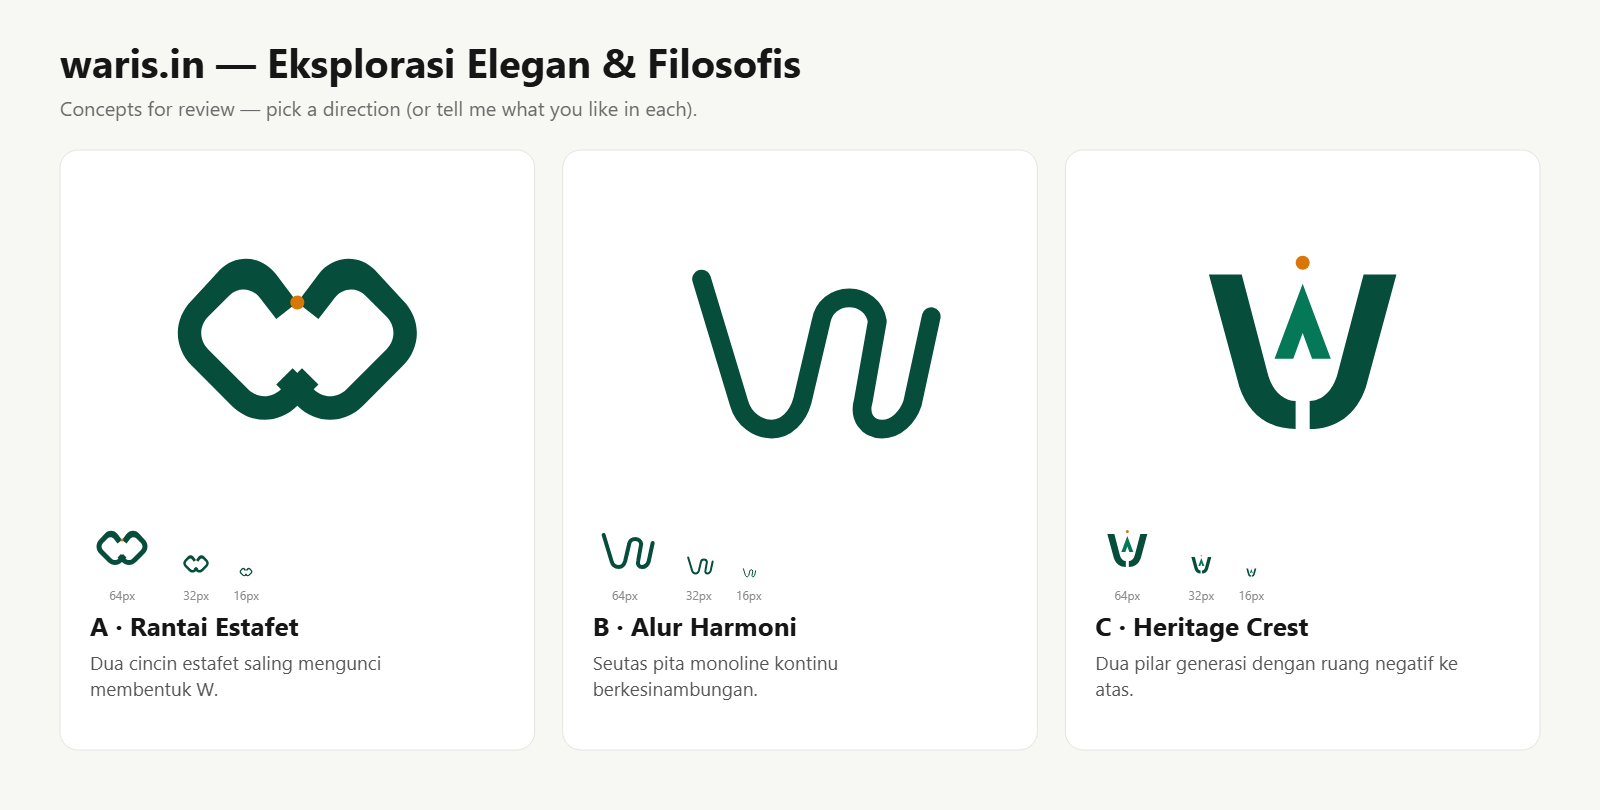 waris.in — Eksplorasi Elegan & Filosofis
Concepts for review — pick a direction (or tell me what you like in each).
64px 32px 16px
A · Rantai Estafet
Dua cincin estafet saling mengunci
membentuk W.
64px 32px 16px
B · Alur Harmoni
Seutas pita monoline kontinu
berkesinambungan.
64px 32px 16px
C · Heritage Crest
Dua pilar generasi dengan ruang negatif ke
atas.